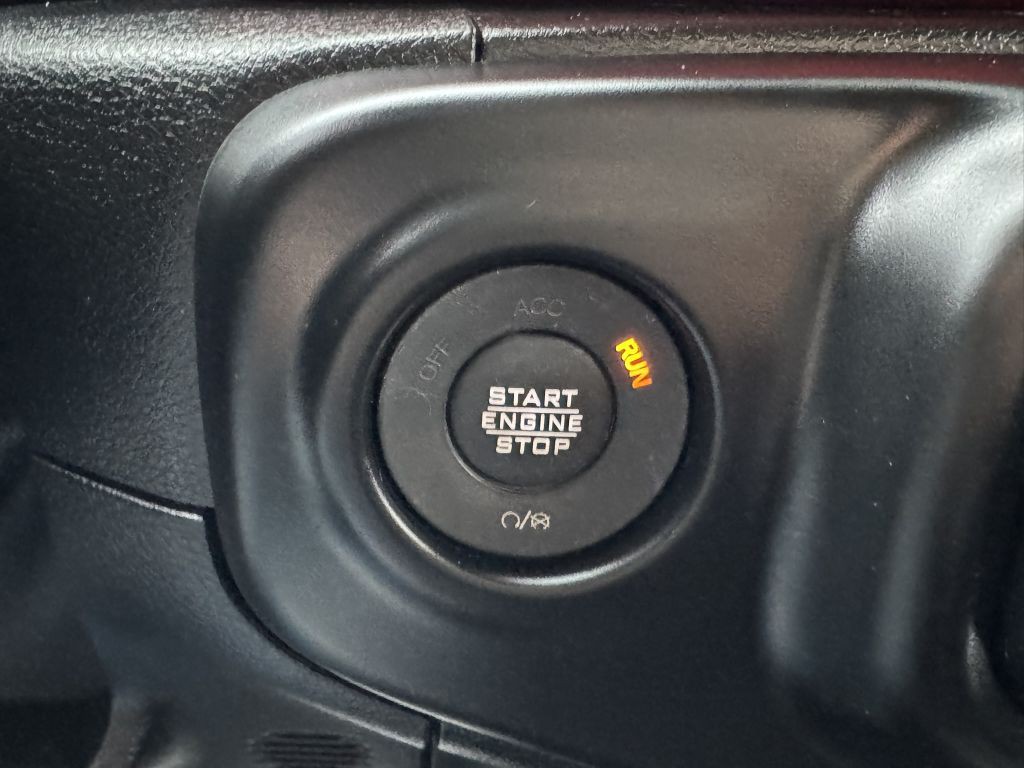 ACC
OFF
RUN
START
ENGINE
STOP